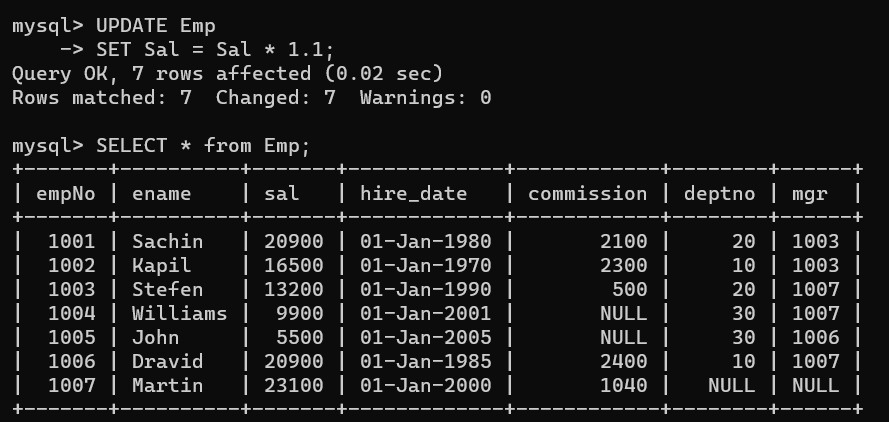 mysql> UPDATE Emp
    -> SET Sal = Sal * 1.1;
Query OK, 7 rows affected (0.02 sec)
Rows matched: 7  Changed: 7  Warnings: 0

mysql> SELECT * from Emp;
+-------+----------+-------+-------------+------------+--------+------+
| empNo | ename    | sal   | hire_date   | commission | deptno | mgr  |
+-------+----------+-------+-------------+------------+--------+------+
|  1001 | Sachin   | 20900 | 01-Jan-1980 |       2100 |     20 | 1003 |
|  1002 | Kapil    | 16500 | 01-Jan-1970 |       2300 |     10 | 1003 |
|  1003 | Stefen   | 13200 | 01-Jan-1990 |        500 |     20 | 1007 |
|  1004 | Williams |  9900 | 01-Jan-2001 |       NULL |     30 | 1007 |
|  1005 | John     |  5500 | 01-Jan-2005 |       NULL |     30 | 1006 |
|  1006 | Dravid   | 20900 | 01-Jan-1985 |       2400 |     10 | 1007 |
|  1007 | Martin   | 23100 | 01-Jan-2000 |       1040 |   NULL | NULL |
+-------+----------+-------+-------------+------------+--------+------+